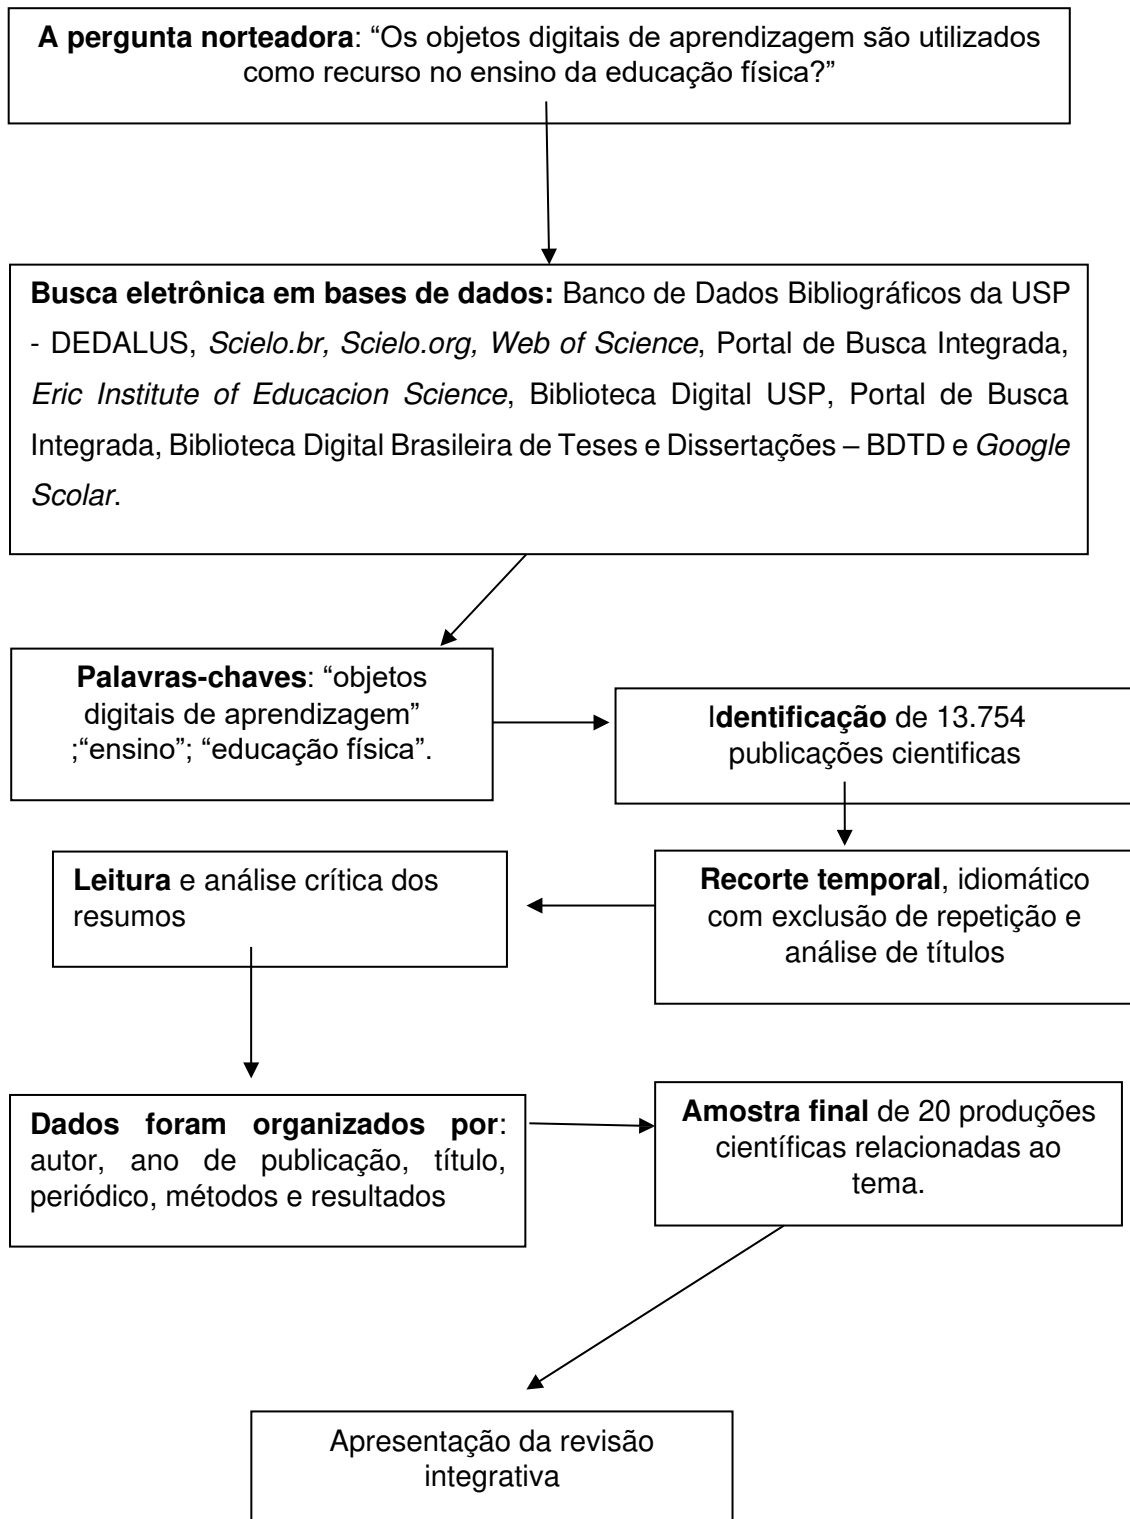 A pergunta norteadora: “Os objetos digitais de aprendizagem são utilizados
como recurso no ensino da educação física?”
Busca eletrônica em bases de dados: Banco de Dados Bibliográficos da USP
- DEDALUS, Scielo.br, Scielo.org, Web of Science, Portal de Busca Integrada,
Eric Institute of Educacion Science, Biblioteca Digital USP, Portal de Busca
Integrada, Biblioteca Digital Brasileira de Teses e Dissertações – BDTD e Google
Scolar.
Palavras-chaves: “objetos
digitais de aprendizagem”
;“ensino”; “educação física”.
Identificação de 13.754
publicações cientificas
Recorte temporal, idiomático
com exclusão de repetição e
análise de títulos
Leitura e análise crítica dos
resumos
Dados foram organizados por:
autor, ano de publicação, título,
periódico, métodos e resultados
Amostra final de 20 produções
científicas relacionadas ao
tema.
Apresentação da revisão
integrativa